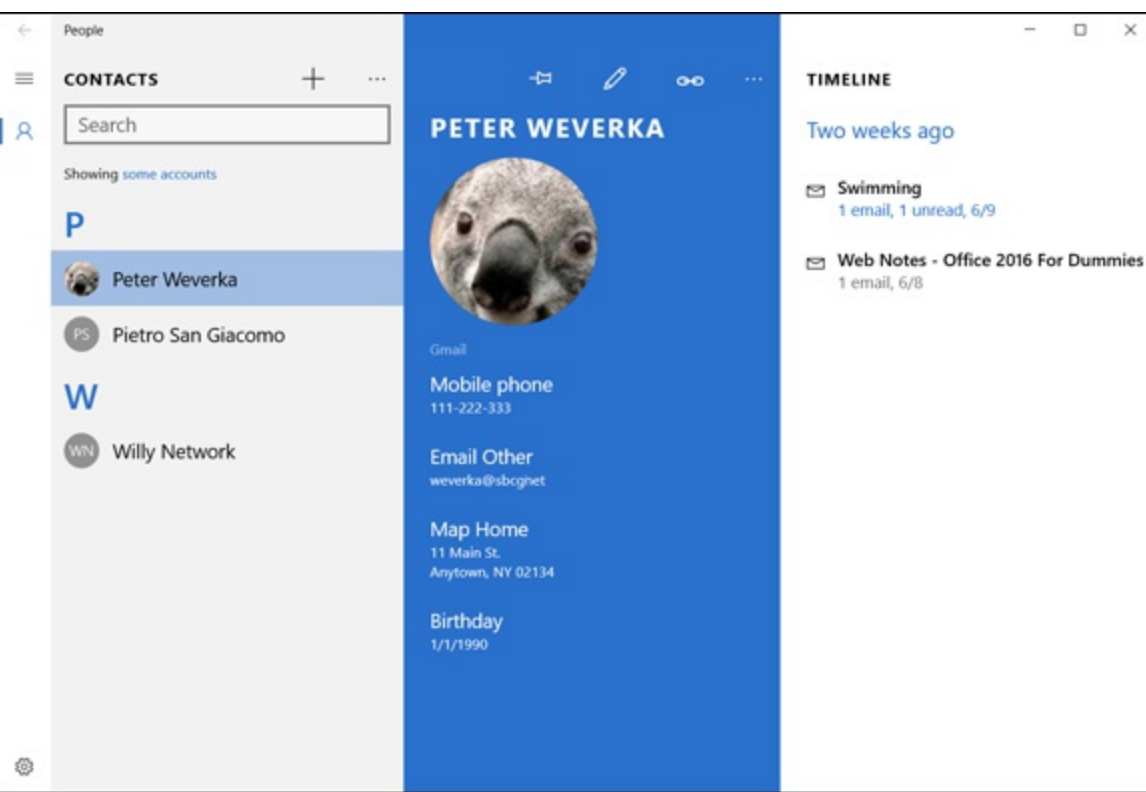 People
CONTACTS
Search
Showing some accounts
P
Peter Weverka
PS
Pietro San Giacomo
W
WN
Willy Network
PETER WEVERKA
Gmail
Mobile phone
111-222-333
Email Other
weverka@sbcgnet
Map Home
11 Main St.
Anytown, NY 02134
Birthday
1/1/1990
TIMELINE
Two weeks ago
Swimming
1 email, 1 unread, 6/9
Web Notes - Office 2016 For Dummies
1 email, 6/8